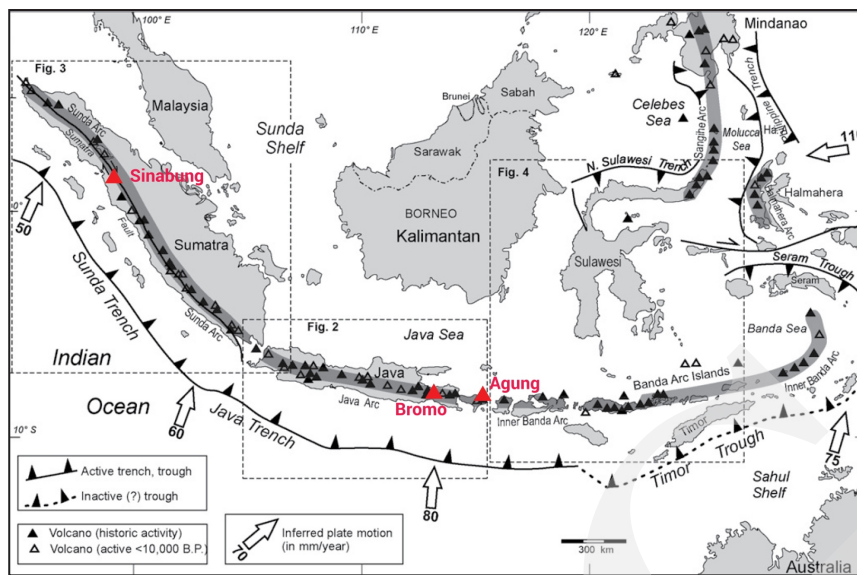 100° E
110° E
120° E
Mindanao
Fig. 3
Malaysia
Sunda Arc
Sumatra
Sunda
Shelf
Brunei
Sabah
Sarawak
Celebes
Sea
Sangihe Arc
Molucca
Sea
Philippine Trench
Ha
11
Sinabung
N. Sulawesi Trench
Fig. 4
Halmahera
Halmahera Arc
BORNEO
Kalimantan
50
0°
Fault
Sumatra
Sulawesi
Seram Trough
Seram
Sunda Trench
Sunda Arc
Fig. 2
Java Sea
Banda Sea
Indian
Ocean
Java
Agung
Bromo
Java Arc
Banda Arc Islands
Inner Banda Arc
Inner Banda Arc
60
Java Trench
10° S
Timor
Timor Trough
75
Sahul
Shelf
80
Active trench, trough
Inactive (?) trough
Volcano (historic activity)
Volcano (active <10,000 B.P.)
70
Inferred plate motion
(in mm/year)
300 km
Australia